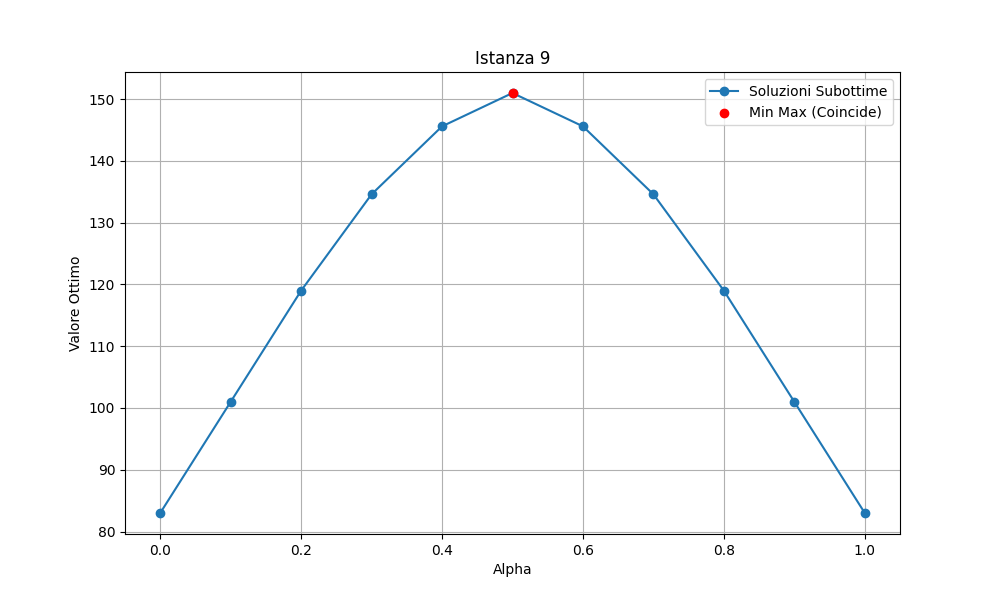 Istanza 9
Soluzioni Subottime
Min Max (Coincide)
Valore Ottimo
150
140
130
120
110
100
90
80
0.0
0.2
0.4
0.6
0.8
1.0
Alpha